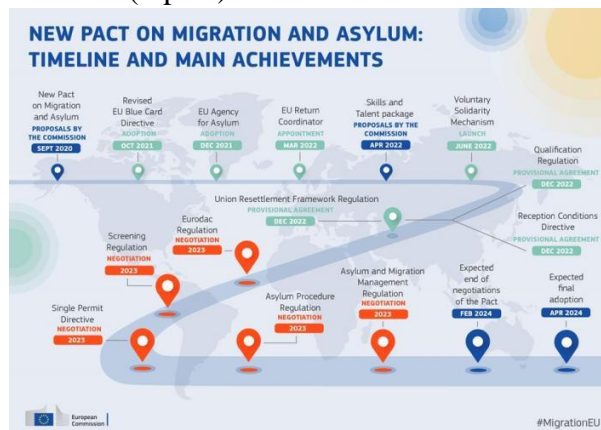 NEW PACT ON MIGRATION AND ASYLUM:
TIMELINE AND MAIN ACHIEVEMENTS
New Pact
on Migration
and Asylum
PROPOSALS BY
THE COMMISSION
SEPT 2020
Revised
EU Blue Card
Directive
ADOPTION
OCT 2021
EU Agency
for Asylum
ADOPTION
DEC 2021
EU Return
Coordinator
APPOINTMENT
MAR 2022
Skills and
Talent package
PROPOSALS BY THE
COMMISSION
APR 2022
Voluntary
Solidarity
Mechanism
LAUNCH
JUNE 2022
Qualification
Regulation
PROVISIONAL AGREEMENT
DEC 2022
Union Resettlement Framework Regulation
PROVISIONAL AGREEMENT
DEC 2022
Reception Conditions
Directive
PROVISIONAL AGREEMENT
DEC 2022
Eurodac
Regulation
NEGOTIATION
2023
Screening
Regulation
NEGOTIATION
2023
Single Permit
Directive
NEGOTIATION
2023
Asylum Procedure
Regulation
NEGOTIATION
2023
Asylum and Migration
Management
Regulation
NEGOTIATION
2023
Expected
end of
negotiations
of the Pact
FEB 2024
Expected
final
adoption
APR 2024
European
Commission
#MigrationEU